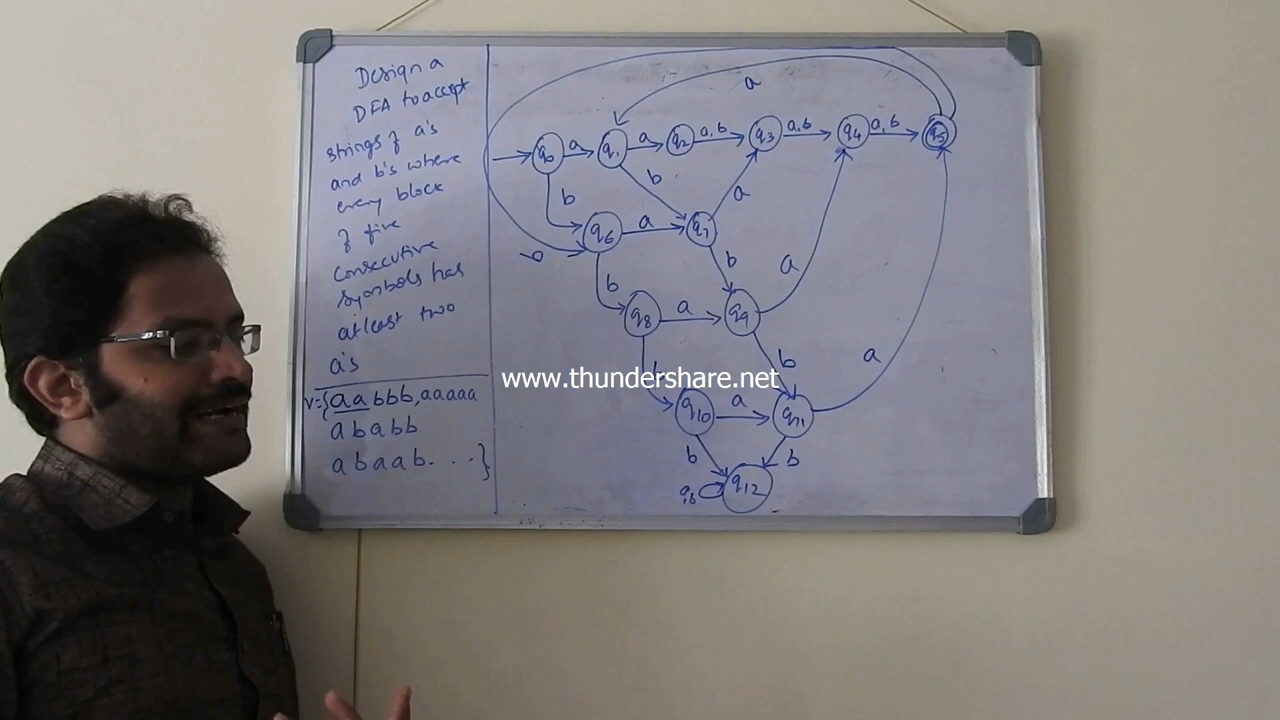 Design a
DFA to accept
strings of a's
and b's where
every block
of five
consecutive
symbols has
atleast two
a's
aabbb, aaaaa
ababb
abaab. . . . }
a
a
q0 a q1 a q2 a,b q3 a,b q4 a,b q5
b
b
a
q6 a q7
b
b
b
a
q8 a q9
b
a
www.thundershare.net
q10 a q11
b
b
a,b q12